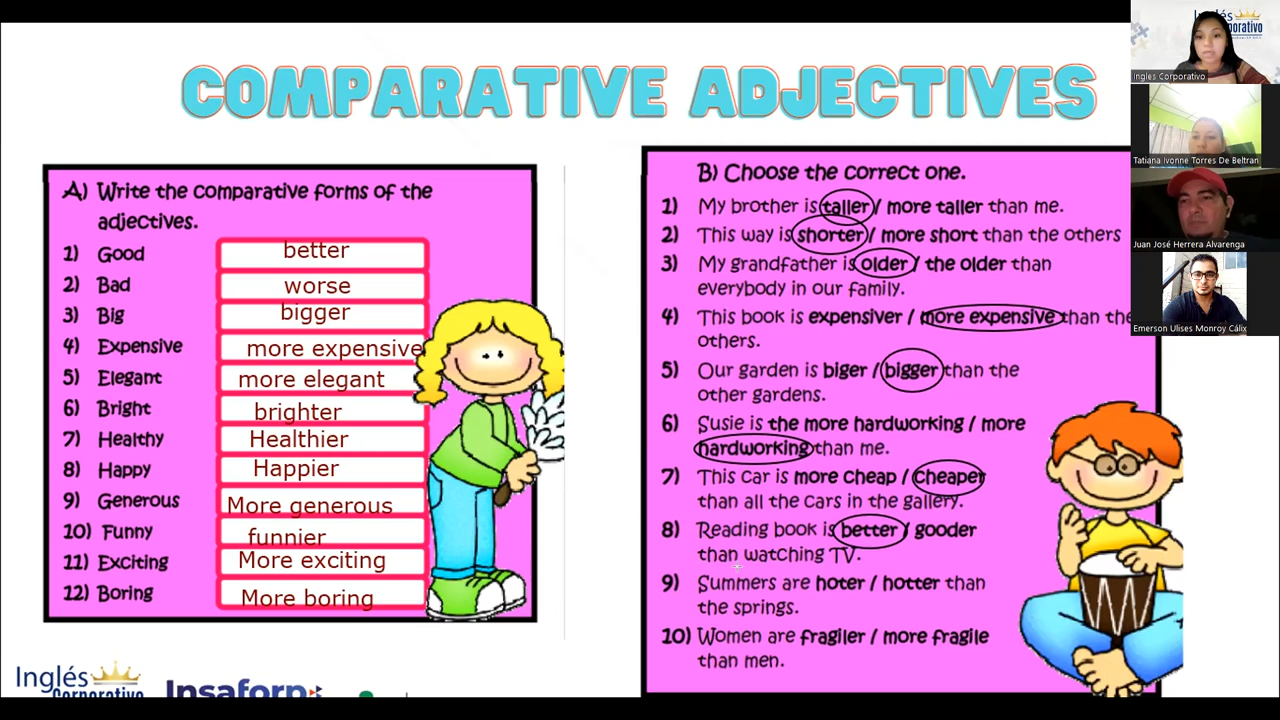 COMPARATIVE ADJECTIVES
A) Write the comparative forms of the
adjectives.
1) Good better
2) Bad worse
3) Big bigger
4) Expensive more expensive
5) Elegant more elegant
6) Bright brighter
7) Healthy Healthier
8) Happy Happier
9) Generous More generous
10) Funny funnier
11) Exciting More exciting
12) Boring More boring
B) Choose the correct one.
1) My brother is taller / more taller than me.
2) This way is shorter / more short than the others
3) My grandfather is older / the older than
everybody in our family.
4) This book is expensiver / more expensive than the
others.
5) Our garden is biger / bigger than the
other gardens.
6) Susie is the more hardworking / more
hardworking than me.
7) This car is more cheap / cheaper
than all the cars in the gallery.
8) Reading book is better / gooder
than watching TV.
9) Summers are hoter / hotter than
the springs.
10) Women are fragiler / more fragile
than men.
Inglés
Corporativo
Insaforp
Inglés
Corporativo
Ingles Corporativo
Tatiana Ivonne Torres De Beltran
Juan José Herrera Alvarenga
Emerson Ulises Monroy Cálix